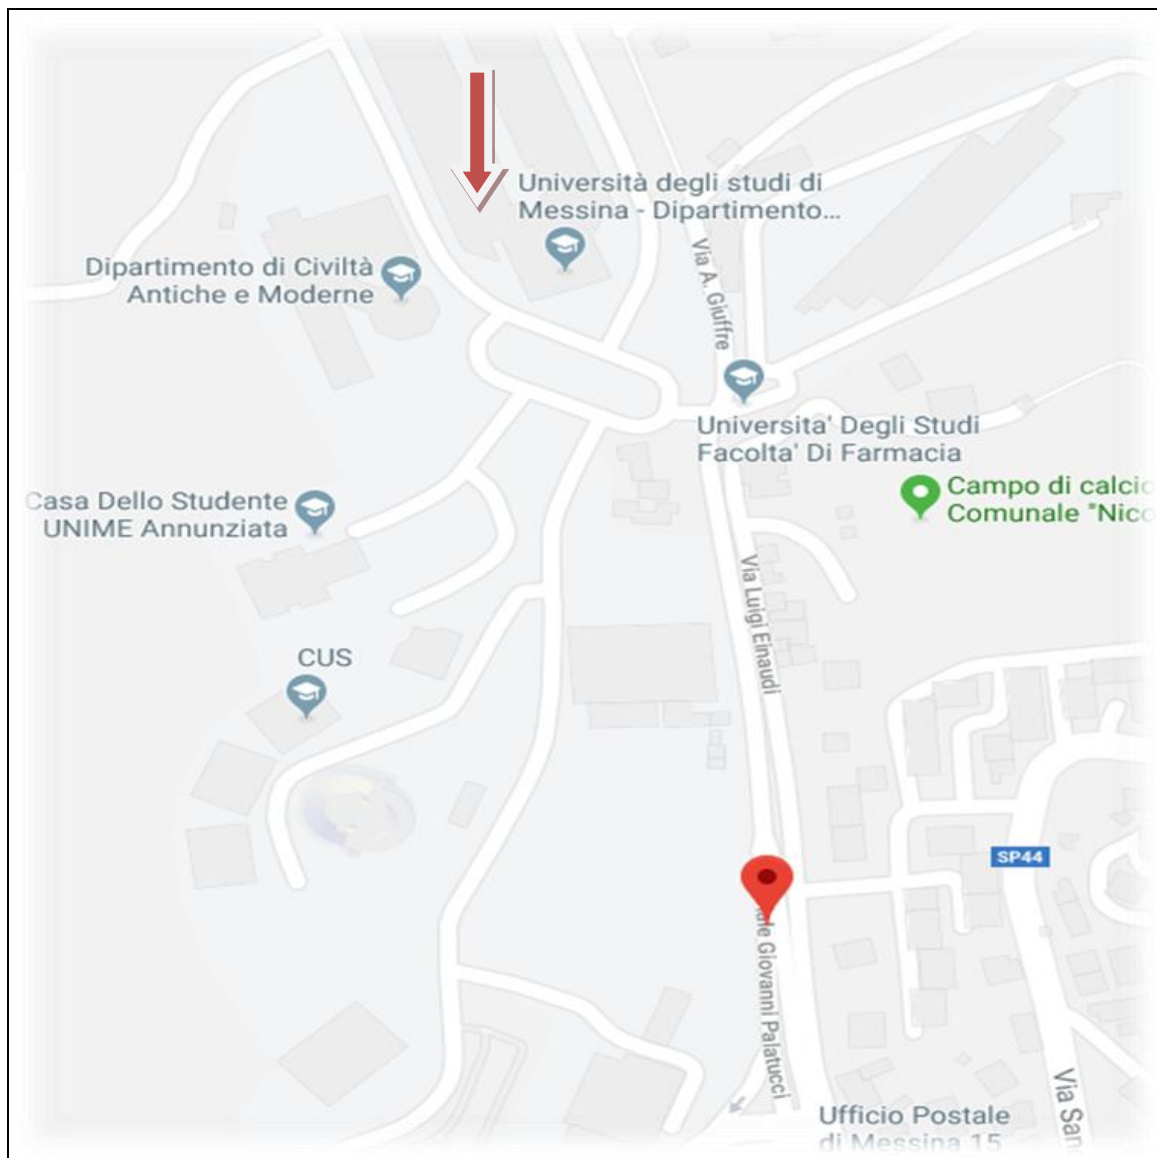 Università degli studi di
Messina - Dipartimento...
Via A. Giuffre
Dipartimento di Civiltà
Antiche e Moderne
Universita' Degli Studi
Facolta' Di Farmacia
Campo di calcio
Comunale "Nico
Casa Dello Studente
UNIME Annunziata
Via Luigi Einaudi
CUS
SP44
Giovanni Palatucci
Via San
Ufficio Postale
di Messina 15